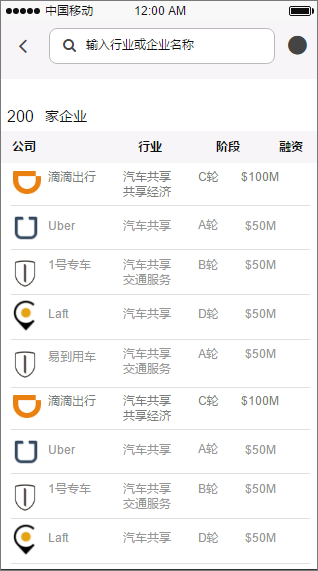 中国移动 12:00 AM
输入行业或企业名称
200 家企业
公司 行业 阶段 融资
滴滴出行 汽车共享 C轮 $100M
共享经济
Uber 汽车共享 A轮 $50M
1号专车 汽车共享 B轮 $50M
交通服务
Laft 汽车共享 D轮 $50M
易到用车 汽车共享 A轮 $50M
交通服务
滴滴出行 汽车共享 C轮 $100M
共享经济
Uber 汽车共享 A轮 $50M
1号专车 汽车共享 B轮 $50M
交通服务
Laft 汽车共享 D轮 $50M